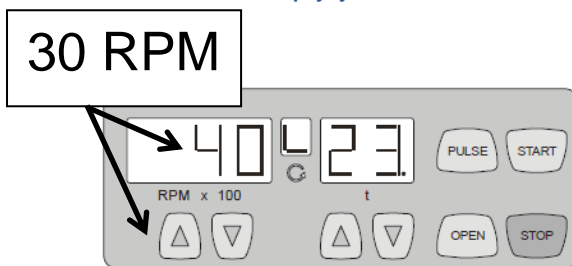 30 RPM
40 L 23.
PULSE START
RPM x 100 t
OPEN STOP